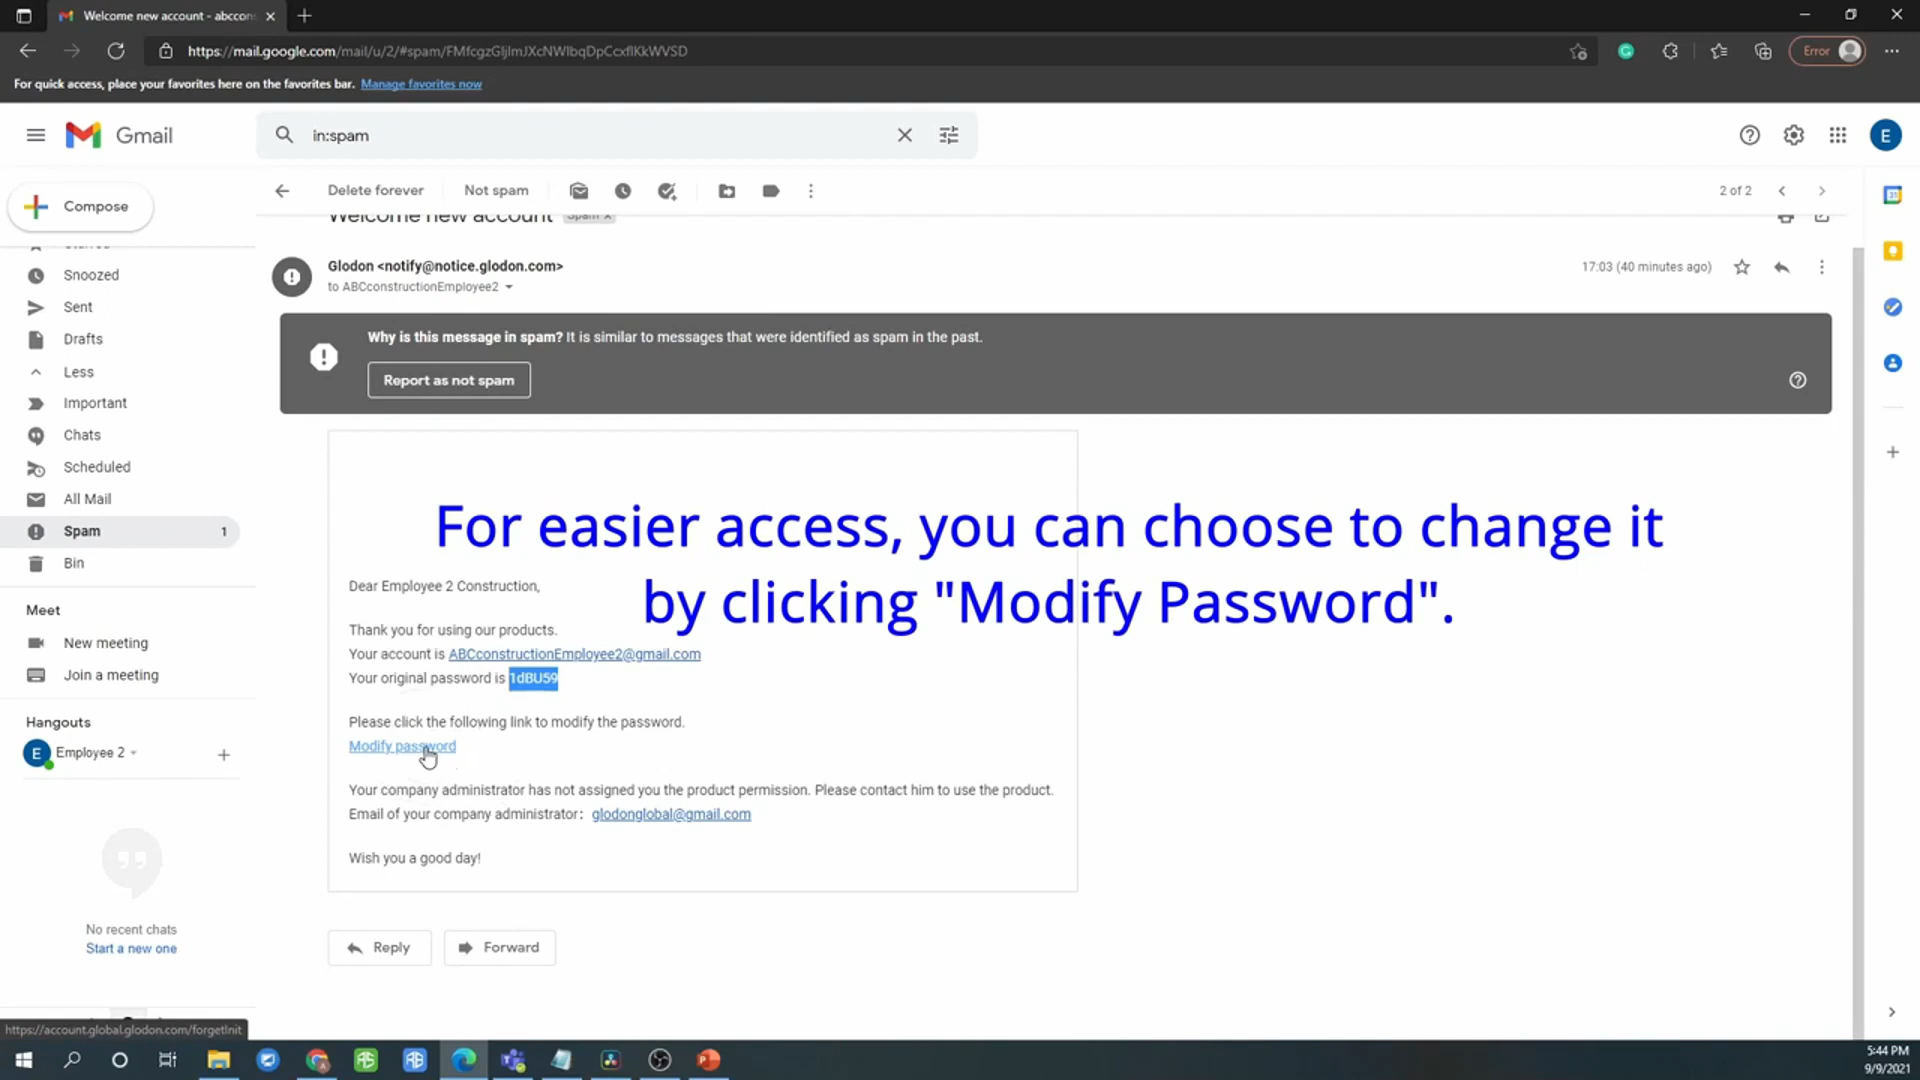 Welcome new account - abccons
https://mail.google.com/mail/u/2/#spam/FMfcgzGljlmJXcNWlbqDpCcxflKkWVSD
Error
For quick access, place your favorites here on the favorites bar. Manage favorites now
Gmail
in:spam
E
Compose
Delete forever
Not spam
2 of 2
Welcome new account
Spam x
Starred
Snoozed
Sent
Drafts
Less
Important
Chats
Scheduled
All Mail
Spam 1
Bin
Meet
New meeting
Join a meeting
Hangouts
E Employee 2
No recent chats
Start a new one
Glodon <notify@notice.glodon.com>
17:03 (40 minutes ago)
to ABCconstructionEmployee2
Why is this message in spam? It is similar to messages that were identified as spam in the past.
Report as not spam
For easier access, you can choose to change it
by clicking "Modify Password".
Dear Employee 2 Construction,
Thank you for using our products.
Your account is ABCconstructionEmployee2@gmail.com
Your original password is 1dBU59
Please click the following link to modify the password.
Modify password
Your company administrator has not assigned you the product permission. Please contact him to use the product.
Email of your company administrator: glodonglobal@gmail.com
Wish you a good day!
Reply
Forward
https://account.global.glodon.com/forgetInit
5:44 PM
9/9/2021